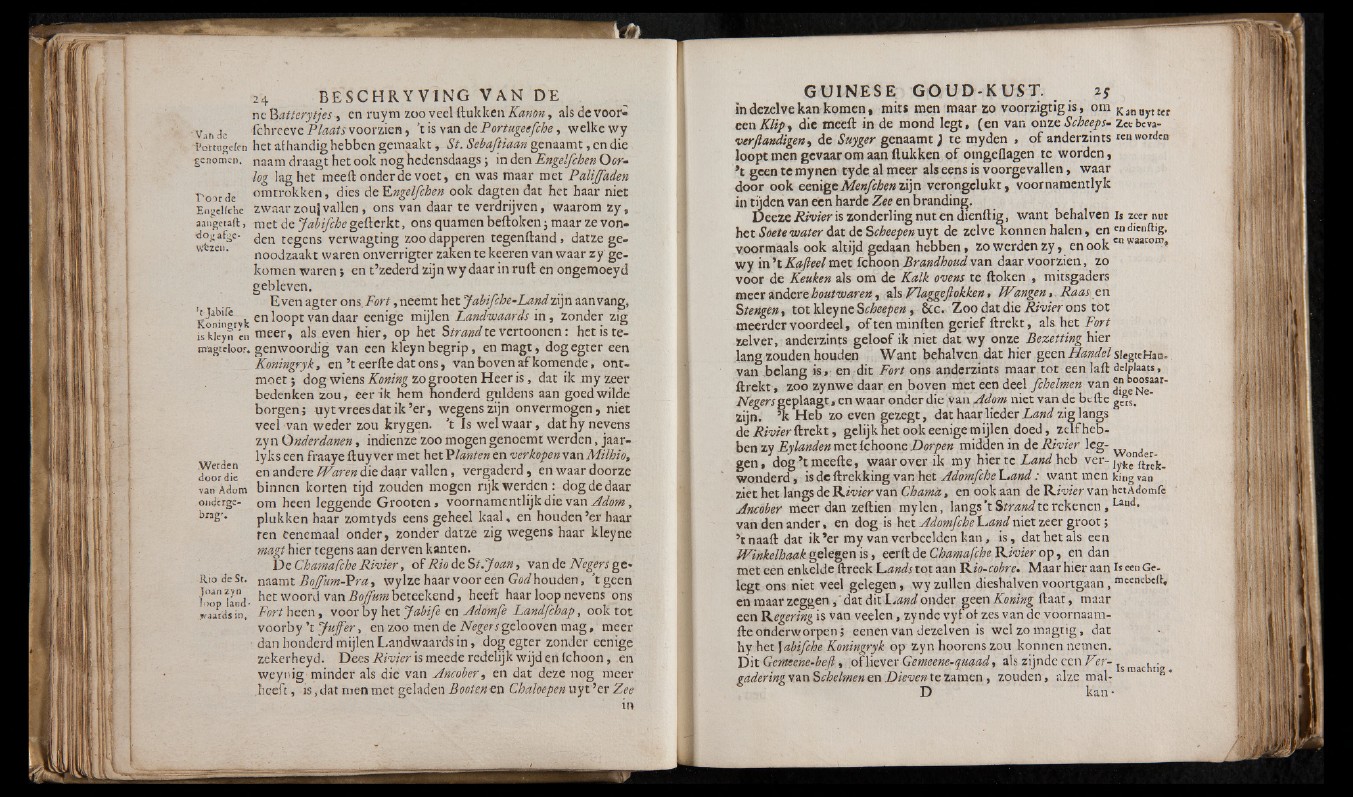 24 BESCHRYVING VAN DE
ne Batterytjes, en ruym zoo veel ſtukken Kanon, als de voor-
ſchreeve Plaats voorzien, 't is van de Portugeeſche, welke wy
het afhandig hebben gemaakt, St. Sebaſtiaan genaamt, en die
naam draagt het ook nog hedensdaags; in den Engelſchen Oor-
log lag het meeſt onder de voet, en was maar met Paliſſaden
omtrokken, dies de Engelſchen ook dagten dat het haar niet
zwaar zou vallen, ons van daar te verdrijven, waarom zy,
met de Jabiſche geſterkt, ons quamen beſtoken; maar ze von-
den tegens verwagting zoo dapperen tegenſtand, datze ge-
noodzaakt waren onverrigter zaken te keeren van waar zy ge-
komen waren; en t'zederd zijn wy daar in ruſt en ongemoeyd
gebleven.
Van de
Portugeſen
genomen.
Door de
Engelſche
aangetaſt,
dog afge-
wezen.
Even agter ons Fort, neemt het Jabiſche-Land zijn aanvang,
en loopt van daar eenige mijlen Landwaards in, zonder zig
meer, als even hier, op het Strand te vertoonen: het is te-
genwoordig van een kleyn begrip, en magt, dog egter een
Koningryk, en 't eerſte dat ons, van boven af komende, ont-
moet; dog wiens Koning zo grooten Heer is, dat ik my zeer
bedenken zou, eer ik hem honderd guldens aan goed wilde
borgen; uyt vrees dat ik 'er, wegens zijn onvermogen, niet
veel van weder zou krygen. 't Is wel waar, dat hy nevens
zyn Onderdanen, indienze zoo mogen genoemt werden, jaar-
lyks een fraaye ſtuyver met het Planten en verkopen van Milhio,
en andere Waren die daar vallen, vergaderd, en waar doorze
binnen korten tijd zouden mogen rijk werden: dog de daar
om heen leggende Grooten, voornamentlijk die van Adom,
plukken haar zomtyds eens geheel kaal, en houden 'er haar
ten eenemaal onder, zonder datze zig wegens haar kleyne
magt hier tegens aan derven kanten.
't Jabiſe
Koningryk
is kleyn en
magteloos.
Werden
door die
van Adom
onderge-
bragt.
De Chamaſche Rivier, of Rio de St. Joan, van de Negers ge-
naamt Boſſum-Pra, wylze haar voor een God houden, 't geen
het woord van Boſſum beteekend, heeft haar loop nevens ons
Fort heen, voor by het Jabiſe en Adomſe Landſchap, ook tot
voorby 't Juffer, en zoo men de Negers gelooven mag, meer
dan honderd mijlen Landwaards in, dog egter zonder eenige
zekerheyd. Dees Rivier is meede redelijk wijd en ſchoon, en
weynig minder als die van Ancober, en dat deze nog meer
heeft, is, dat men met geladen Booten en Chaloepen uyt 'er Zee
in
Rio de St.
Joan zyn
loop land-
waards in,
GUINESE GOUD-KUST. 25
in dezelve kan komen, mits men maar zo voorzigtig is, om
een Klip, die meeſt in de mond legt, (en van onze Scheeps-
verſtandigen, de Suyger genaamt) te myden, of anderzints
loopt men gevaar om aan ſtukken of omgeſlagen te worden,
't geen te mynen tyde al meer als eens is voorgevallen, waar
door ook eenige Menſchen zijn verongelukt, voornamentlyk
in tijden van een harde Zee en branding.
Kan uyt ter
Zee beva-
ren worden
Deeze Rivier is zonderling nut en dienſtig, want behalven
het Soete water dat de Scheepen uyt de zelve konnen halen, en
voormaals ook altijd gedaan hebben, zo werden zy, en ook
wy in 't Kaſteel met ſchoon Brandhoud van daar voorzien, zo
voor de Keuken als om de Kalk ovens te ſtoken, mitsgaders
meer andere houtwaren, als Vlaggeſtokken, Wangen, Raas en
Stengen, tot kleyne Scheepen, &c. Zoo dat die Rivier ons tot
meerder voordeel, of ten minſten gerief ſtrekt, als het Fort
zelver, anderzints geloof ik niet dat wy onze Bezetting hier
lang zouden houden Want behalven dat hier geen Handel
van belang is, en dit Fort ons anderzints maar tot een laſt
ſtrekt, zoo zyn we daar en boven met een deel ſchelmen van
Negers geplaagt, en waar onder die van Adom niet van de beſte
zijn. 'k Heb zo even gezegt, dat haar lieder Land zig langs
de Rivier ſtrekt, gelijk het ook eenige mijlen doed, zelf heb-
ben zy Eylanden met ſchoone Dorpen midden in de Rivier leg-
gen, dog 't meeſte, waar over ik my hier te Land heb ver-
wonderd, is de ſtrekking van het Adomſche Land: want men
ziet het langs de Rivier van Chama, en ook aan de Rivier van
Ancober meer dan zeſtien mylen, langs 't Strand te rekenen,
van den ander, en dog is het Adomſche Land niet zeer groot;
't naaſt dat ik 'er my van verbeelden kan, is, dat het als een
Winkelhaak gelegen is, eerſt de Chamaſche Rivier op, en dan
met een enkelde ſtreek Lands tot aan Rio-cobre. Maar hier aan
legt ons niet veel gelegen, wy zullen dieshalven voortgaan,
en maar zeggen, dat dit Land onder geen Koning ſtaat, maar
een Regering is van veelen, zynde vyf of zes van de voornaam-
ſte onderworpen; eenen van dezelven is wel zo magtig, dat
hy het Jabiſche Koningryk op zyn hoorens zou konnen nemen.
Dit Gemeene-beſt, of liever Gemeene-quaad, als zijnde een Ver-
gadering van Schelmen en Dieven te zamen, zouden, alze mal-
D kan-
Is zeer nut
en dienſtig,
en waarom,
Slegte Han-
delplaats,
en boosaar-
dige Ne-
gers.
Wonder-
lyke ſtrek-
king van
het Adomſe
Land.
Is een Ge-
meenebeſt,
Is machtig.